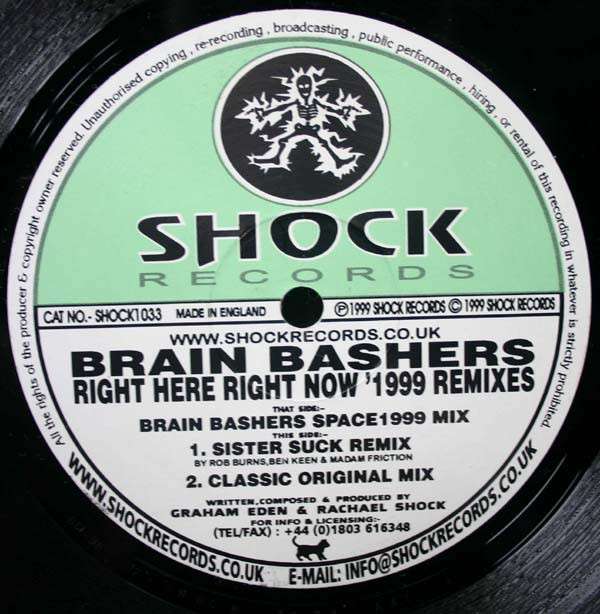 All the rights of the producer & copyright owner reserved. Unauthorised copying, re-recording, broadcasting, public performance, hiring, or rental of this recording in whatever is strictly prohibited.
SHOCK
RECORDS
CAT NO.- SHOCK1033 MADE IN ENGLAND Ⓟ 1999 SHOCK RECORDS © 1999 SHOCK RECORDS
WWW.SHOCKRECORDS.CO.UK
BRAIN BASHERS
RIGHT HERE RIGHT NOW '1999 REMIXES
THAT SIDE:-
BRAIN BASHERS SPACE1999 MIX
THIS SIDE:-
1. SISTER SUCK REMIX
BY ROB BURNS, BEN KEEN & MADAM FRICTION
2. CLASSIC ORIGINAL MIX
WRITTEN, COMPOSED & PRODUCED BY
GRAHAM EDEN & RACHAEL SHOCK
FOR INFO & LICENSING:-
(TEL/FAX) : +44 (0)1803 616348
WWW.SHOCKRECORDS.CO.UK E-MAIL: INFO@SHOCKRECORDS.CO.UK